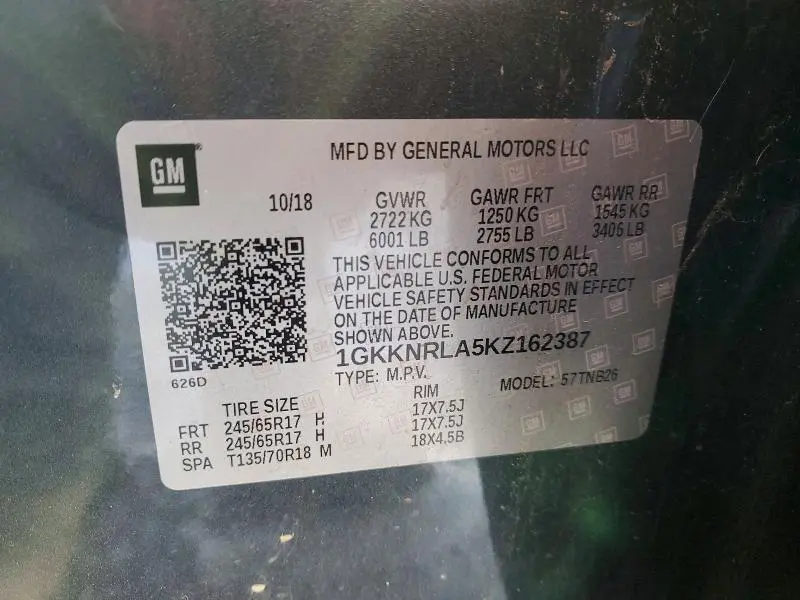 GM
MFD BY GENERAL MOTORS LLC
10/18 GVWR GAWR FRT GAWR RR
2722 KG 1250 KG 1545 KG
6001 LB 2755 LB 3406 LB
THIS VEHICLE CONFORMS TO ALL
APPLICABLE U.S. FEDERAL MOTOR
VEHICLE SAFETY STANDARDS IN EFFECT
ON THE DATE OF MANUFACTURE
SHOWN ABOVE.
1GKKNRLA5KZ162387
626D
TYPE: M.P.V. MODEL: 57TNB26
TIRE SIZE RIM
FRT 245/65R17 H 17X7.5J
RR 245/65R17 H 17X7.5J
SPA T135/70R18 M 18X4.5B